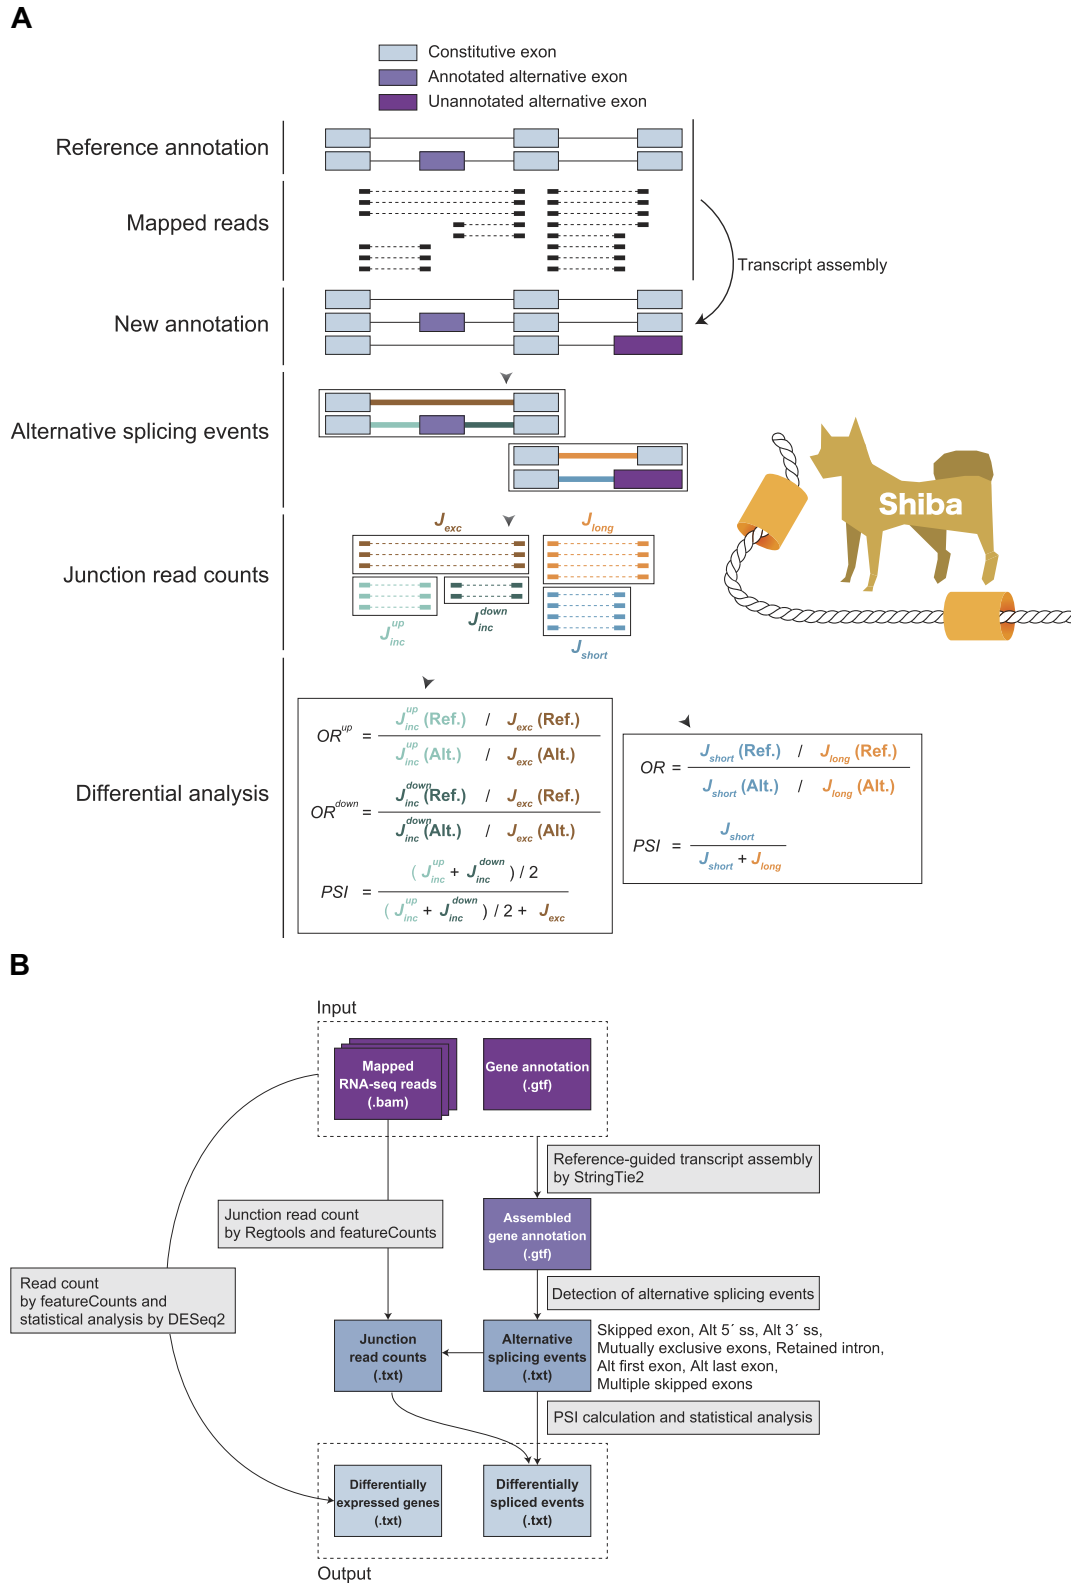 A
Constitutive exon
Annotated alternative exon
Unannotated alternative exon
Reference annotation
Mapped reads
Transcript assembly
New annotation
Alternative splicing events
Shiba
Junction read counts
J exc
J long
J inc up
J inc down
J short
Differential analysis
OR up = J inc up (Ref.) / J exc (Ref.)
J inc up (Alt.) / J exc (Alt.)
OR down = J inc down (Ref.) / J exc (Ref.)
J inc down (Alt.) / J exc (Alt.)
PSI = ( J inc up + J inc down ) / 2
( J inc up + J inc down ) / 2 + J exc
OR = J short (Ref.) / J long (Ref.)
J short (Alt.) / J long (Alt.)
PSI = J short
J short + J long
B
Input
Mapped
RNA-seq reads
(.bam)
Gene annotation
(.gtf)
Reference-guided transcript assembly
by StringTie2
Junction read count
by Regtools and featureCounts
Assembled
gene annotation
(.gtf)
Read count
by featureCounts and
statistical analysis by DESeq2
Detection of alternative splicing events
Junction
read counts
(.txt)
Alternative
splicing events
(.txt)
Skipped exon, Alt 5´ ss, Alt 3´ ss,
Mutually exclusive exons, Retained intron,
Alt first exon, Alt last exon,
Multiple skipped exons
PSI calculation and statistical analysis
Differentially
expressed genes
(.txt)
Differentially
spliced events
(.txt)
Output